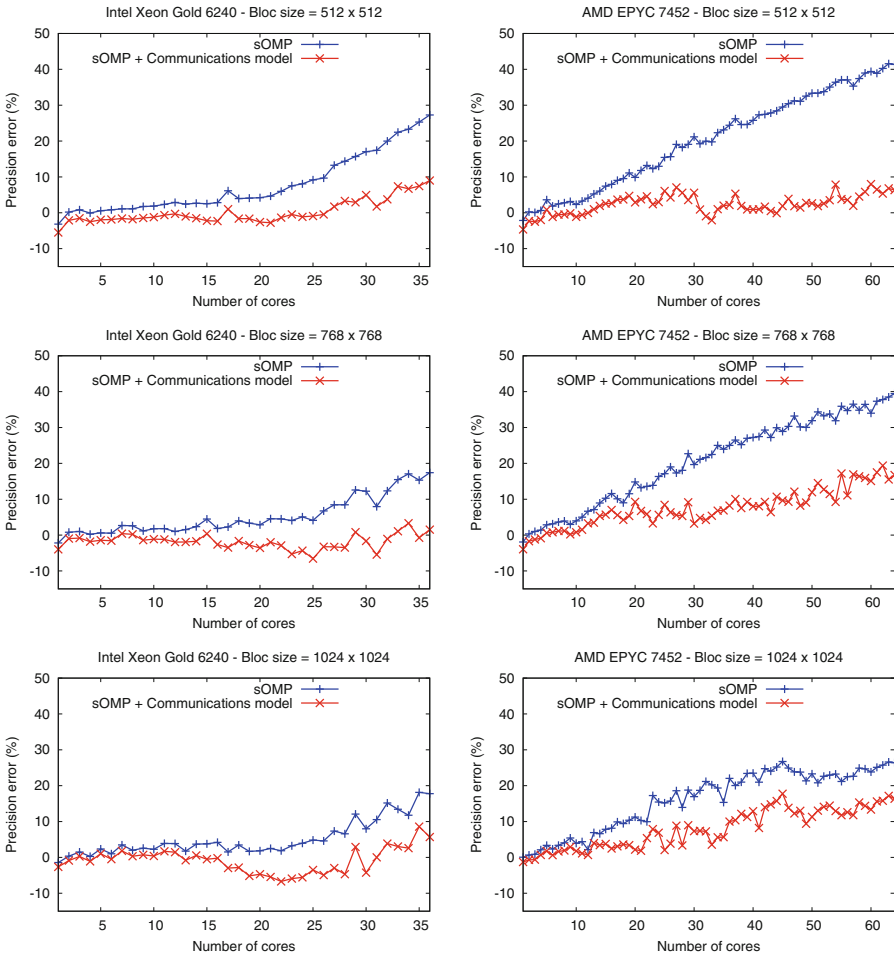 Intel Xeon Gold 6240 - Bloc size = 512 x 512
sOMP
sOMP + Communications model
Precision error (%)
50
40
30
20
10
0
-10
5 10 15 20 25 30 35
Number of cores
AMD EPYC 7452 - Bloc size = 512 x 512
sOMP
sOMP + Communications model
Precision error (%)
50
40
30
20
10
0
-10
10 20 30 40 50 60
Number of cores
Intel Xeon Gold 6240 - Bloc size = 768 x 768
sOMP
sOMP + Communications model
Precision error (%)
50
40
30
20
10
0
-10
5 10 15 20 25 30 35
Number of cores
AMD EPYC 7452 - Bloc size = 768 x 768
sOMP
sOMP + Communications model
Precision error (%)
50
40
30
20
10
0
-10
10 20 30 40 50 60
Number of cores
Intel Xeon Gold 6240 - Bloc size = 1024 x 1024
sOMP
sOMP + Communications model
Precision error (%)
50
40
30
20
10
0
-10
5 10 15 20 25 30 35
Number of cores
AMD EPYC 7452 - Bloc size = 1024 x 1024
sOMP
sOMP + Communications model
Precision error (%)
50
40
30
20
10
0
-10
10 20 30 40 50 60
Number of cores